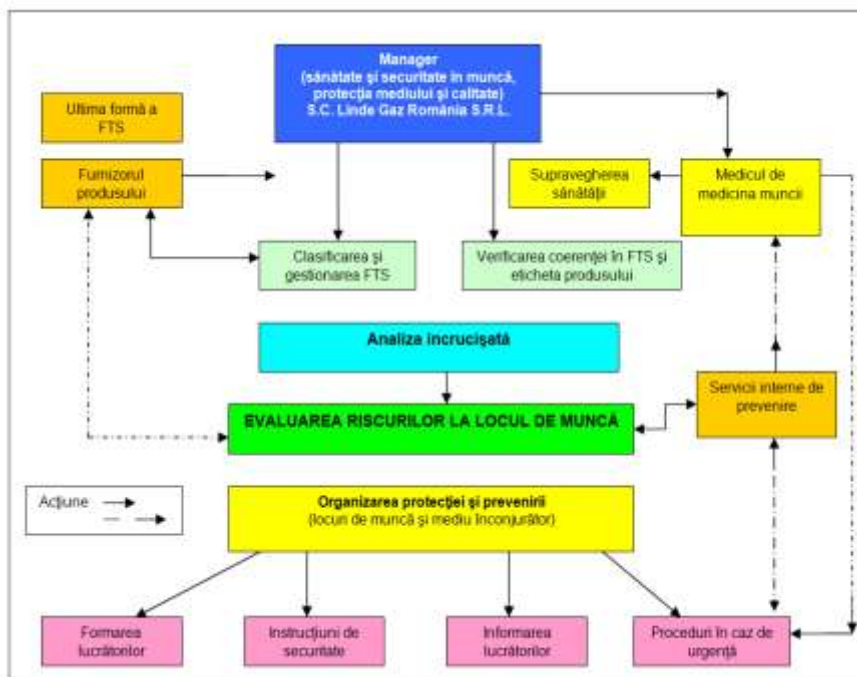 Manager
(sănătate și securitate în muncă,
protecția mediului și calitate)
S.C. Linde Gaz România S.R.L.
Ultima formă a
FTS
Furnizorul
produsului
Supravegherea
sănătății
Medicul de
medicina muncii
Clasificarea și
gestionarea FTS
Verificarea coerenței în FTS și
eticheta produsului
Analiza încrucișată
Servicii interne de
prevenire
EVALUAREA RISCURILOR LA LOCUL DE MUNCĂ
Acțiune
Organizarea protecției și prevenirii
(locuri de muncă și mediu înconjurător)
Formarea
lucrătorilor
Instrucțiuni de
securitate
Informarea
lucrătorilor
Proceduri în caz de
urgență